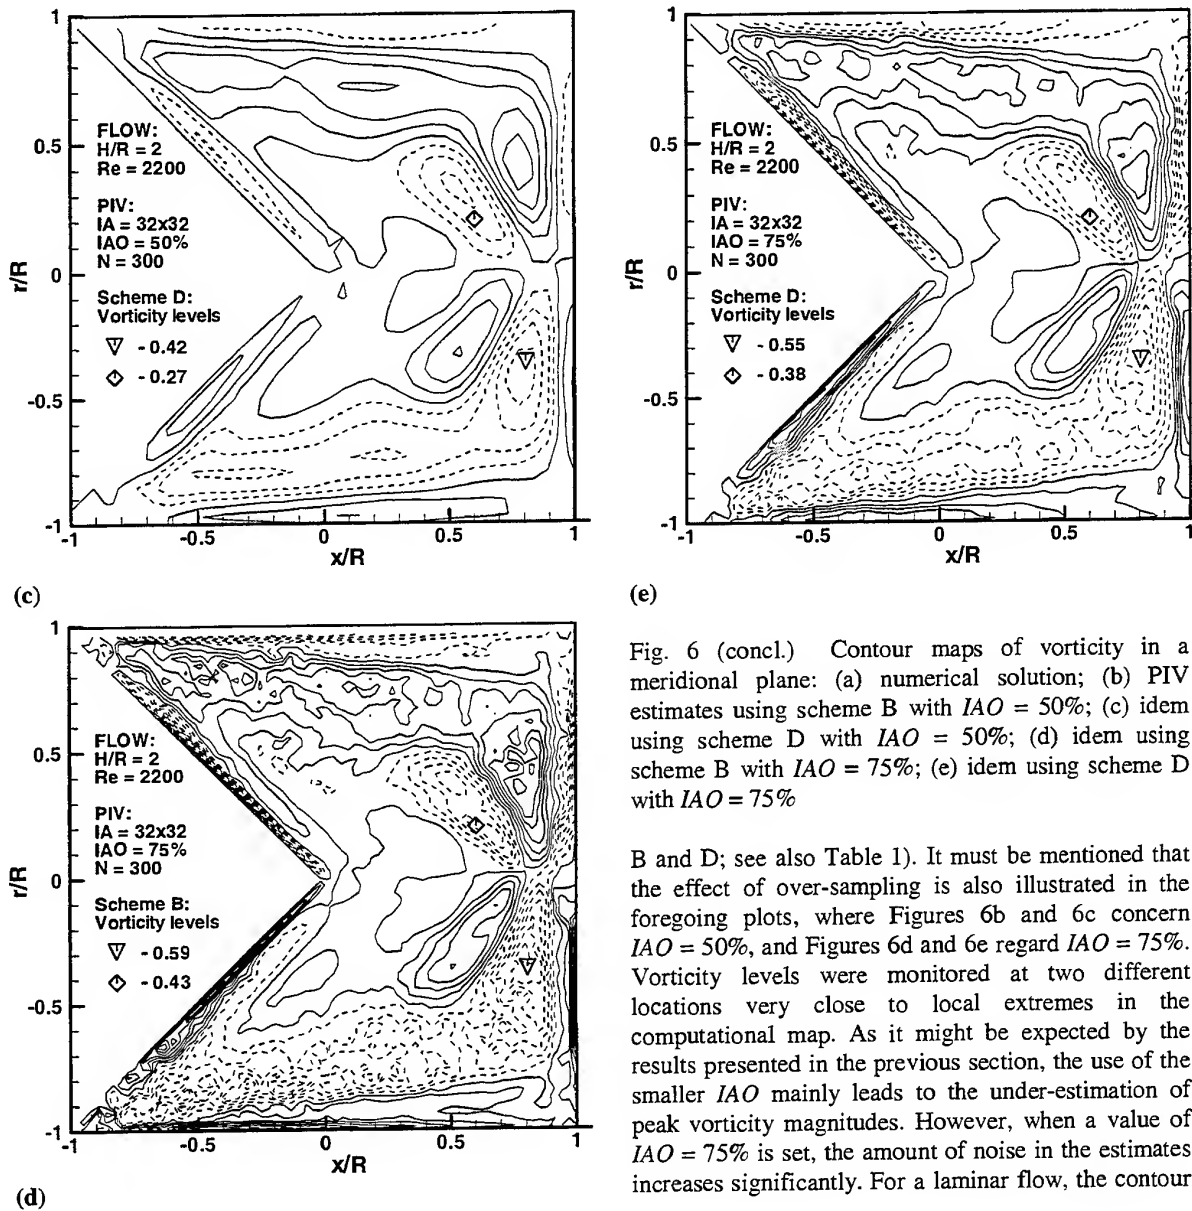 1
0.5
0
-0.5
-1
r/R
FLOW:
H/R = 2
Re = 2200
PIV:
IA = 32x32
IAO = 50%
N = 300
Scheme D:
Vorticity levels
- 0.42
- 0.27
-1 -0.5 0 0.5 1
x/R
(c)
1
0.5
0
-0.5
-1
r/R
FLOW:
H/R = 2
Re = 2200
PIV:
IA = 32x32
IAO = 75%
N = 300
Scheme D:
Vorticity levels
- 0.55
- 0.38
-1 -0.5 0 0.5 1
x/R
(e)
1
0.5
0
-0.5
-1
r/R
FLOW:
H/R = 2
Re = 2200
PIV:
IA = 32x32
IAO = 75%
N = 300
Scheme B:
Vorticity levels
- 0.59
- 0.43
-1 -0.5 0 0.5 1
x/R
(d)
Fig. 6 (concl.) Contour maps of vorticity in a
meridional plane: (a) numerical solution; (b) PIV
estimates using scheme B with IAO = 50%; (c) idem
using scheme D with IAO = 50%; (d) idem using
scheme B with IAO = 75%; (e) idem using scheme D
with IAO = 75%
B and D; see also Table 1). It must be mentioned that
the effect of over-sampling is also illustrated in the
foregoing plots, where Figures 6b and 6c concern
IAO = 50%, and Figures 6d and 6e regard IAO = 75%.
Vorticity levels were monitored at two different
locations very close to local extremes in the
computational map. As it might be expected by the
results presented in the previous section, the use of the
smaller IAO mainly leads to the under-estimation of
peak vorticity magnitudes. However, when a value of
IAO = 75% is set, the amount of noise in the estimates
increases significantly. For a laminar flow, the contour